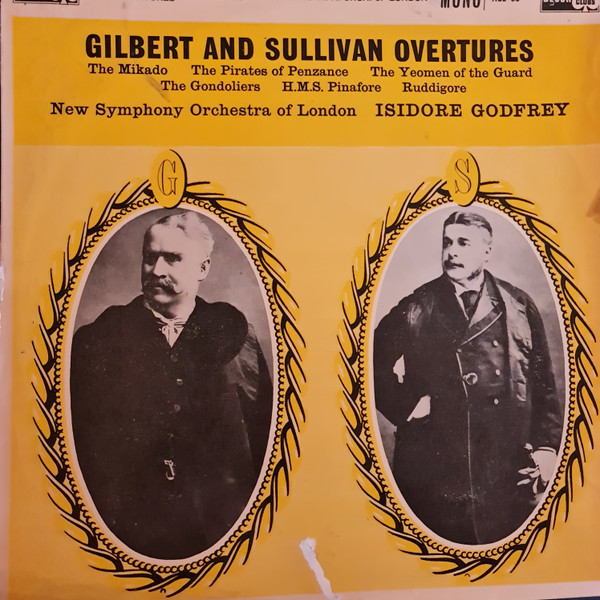 MONO
GILBERT AND SULLIVAN OVERTURES
The Mikado The Pirates of Penzance The Yeomen of the Guard
The Gondoliers H.M.S. Pinafore Ruddigore
New Symphony Orchestra of London ISIDORE GODFREY
G S